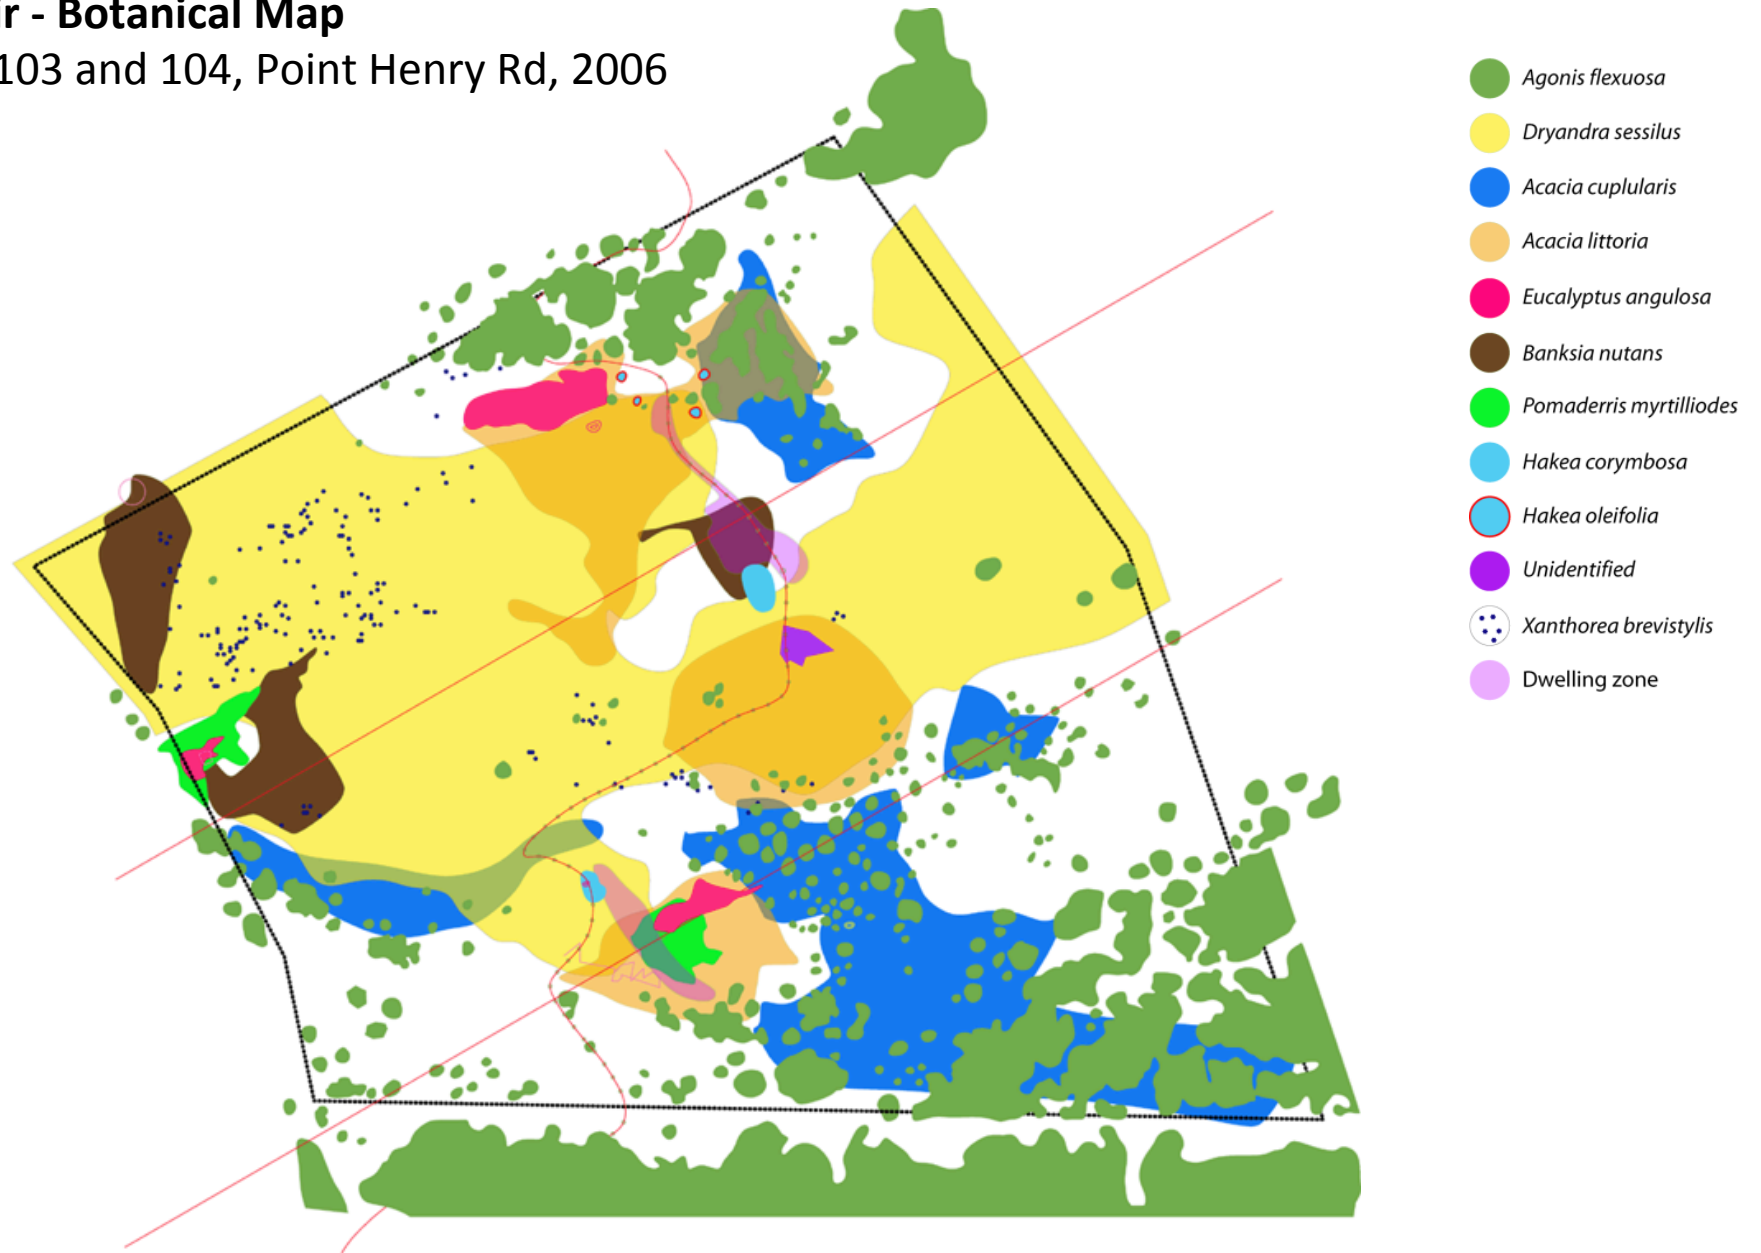 ir - Botanical Map
103 and 104, Point Henry Rd, 2006
Agonis flexuosa
Dryandra sessilus
Acacia cuplularis
Acacia littoria
Eucalyptus angulosa
Banksia nutans
Pomaderris myrtilliodes
Hakea corymbosa
Hakea oleifolia
Unidentified
Xanthorea brevistylis
Dwelling zone